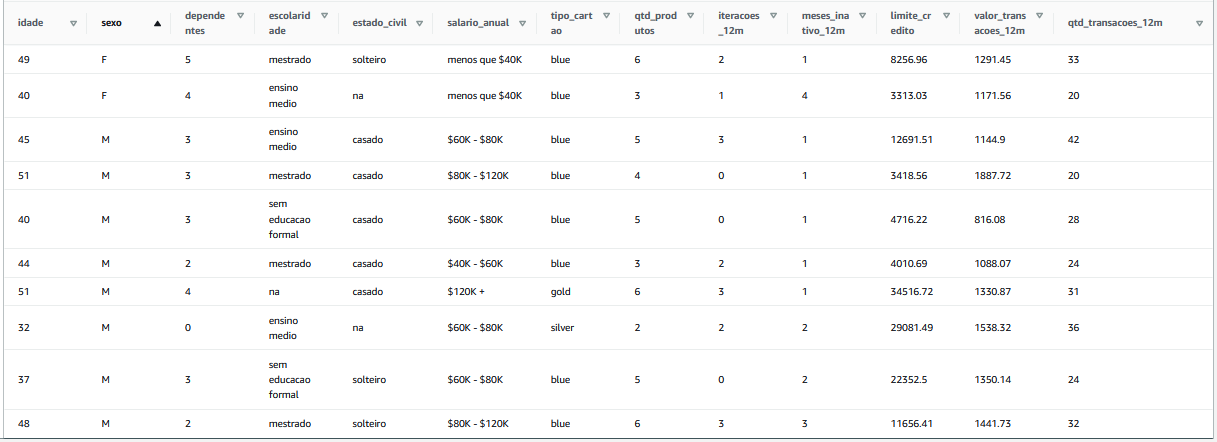 idade sexo dependentes escolaridade estado_civil salario_anual tipo_cartao qtd_produtos iteracoes_12m meses_inativo_12m limite_credito valor_transacoes_12m qtd_transacoes_12m
49 F 5 mestrado solteiro menos que $40K blue 6 2 1 8256.96 1291.45 33
40 F 4 ensino medio na menos que $40K blue 3 1 4 3313.03 1171.56 20
45 M 3 ensino medio casado $60K - $80K blue 5 3 1 12691.51 1144.9 42
51 M 3 mestrado casado $80K - $120K blue 4 0 1 3418.56 1887.72 20
40 M 3 sem educacao formal casado $60K - $80K blue 5 0 1 4716.22 816.08 28
44 M 2 mestrado casado $40K - $60K blue 3 2 1 4010.69 1088.07 24
51 M 4 na casado $120K + gold 6 3 1 34516.72 1330.87 31
32 M 0 ensino medio na $60K - $80K silver 2 2 2 29081.49 1538.32 36
37 M 3 sem educacao formal solteiro $60K - $80K blue 5 0 2 22352.5 1350.14 24
48 M 2 mestrado solteiro $80K - $120K blue 6 3 3 11656.41 1441.73 32